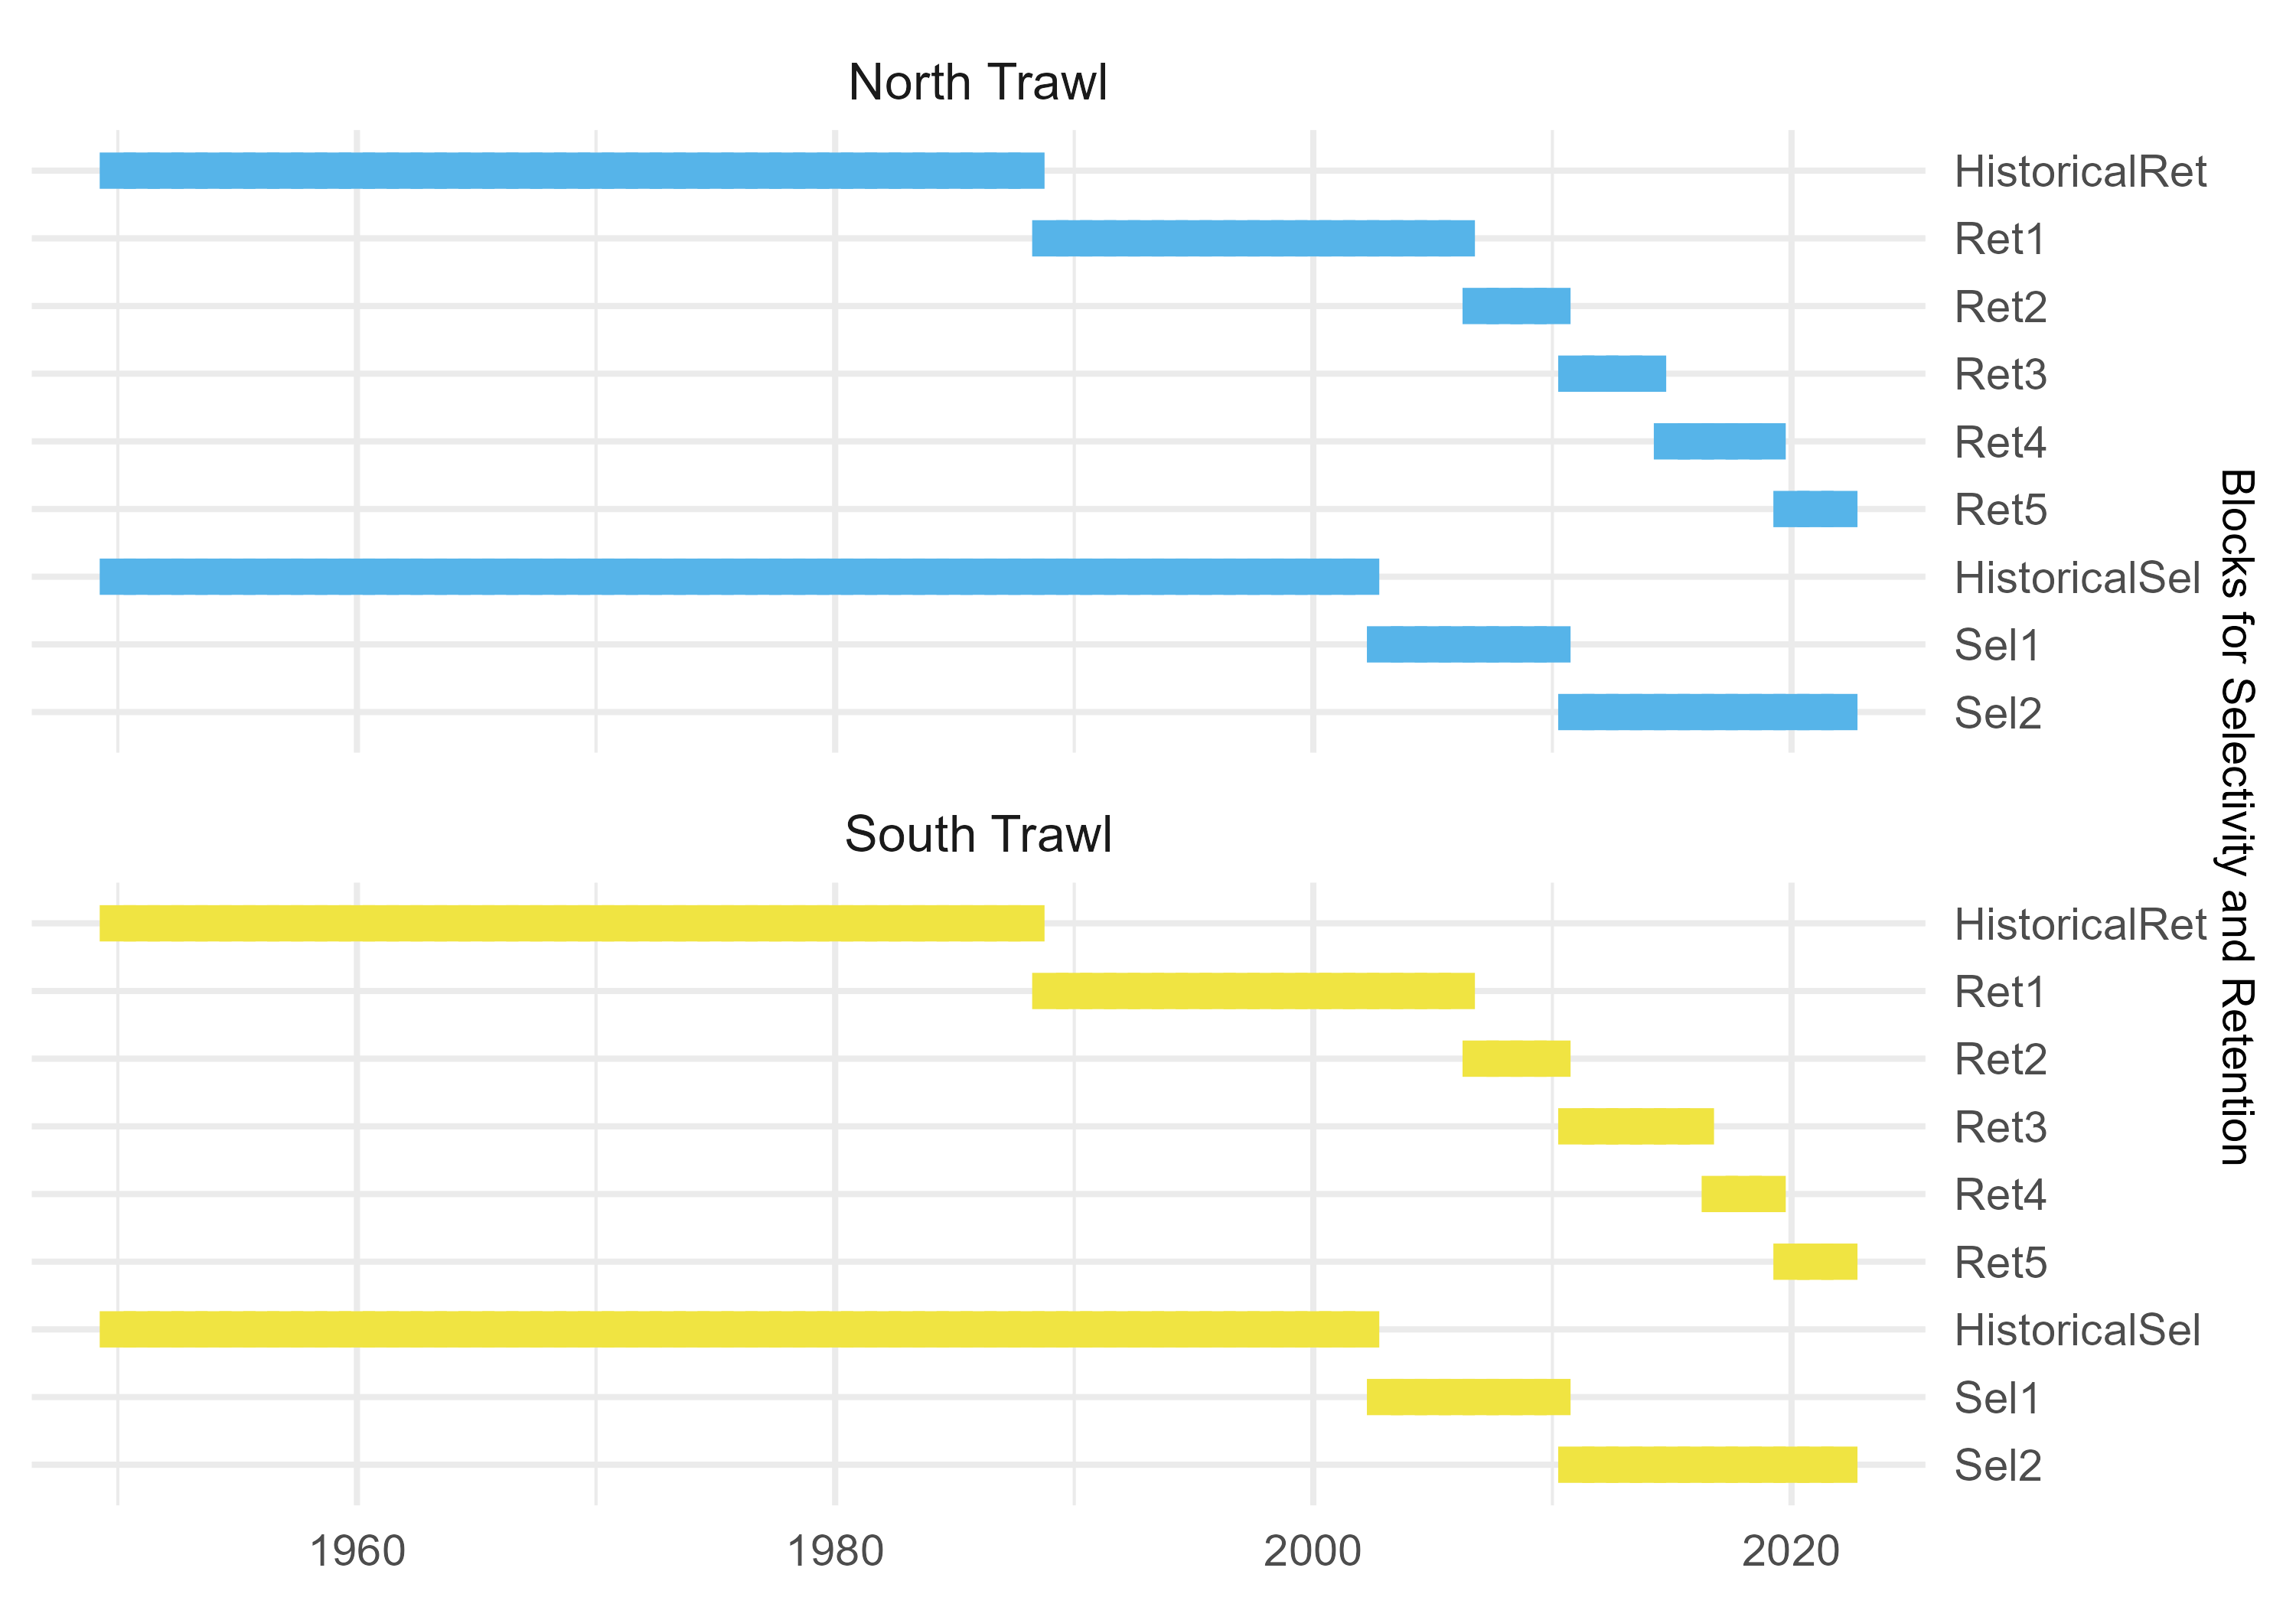 North Trawl
HistoricalRet
Ret1
Ret2
Ret3
Ret4
Ret5
HistoricalSel
Sel1
Sel2
South Trawl
HistoricalRet
Ret1
Ret2
Ret3
Ret4
Ret5
HistoricalSel
Sel1
Sel2
1960 1980 2000 2020
Blocks for Selectivity and Retention